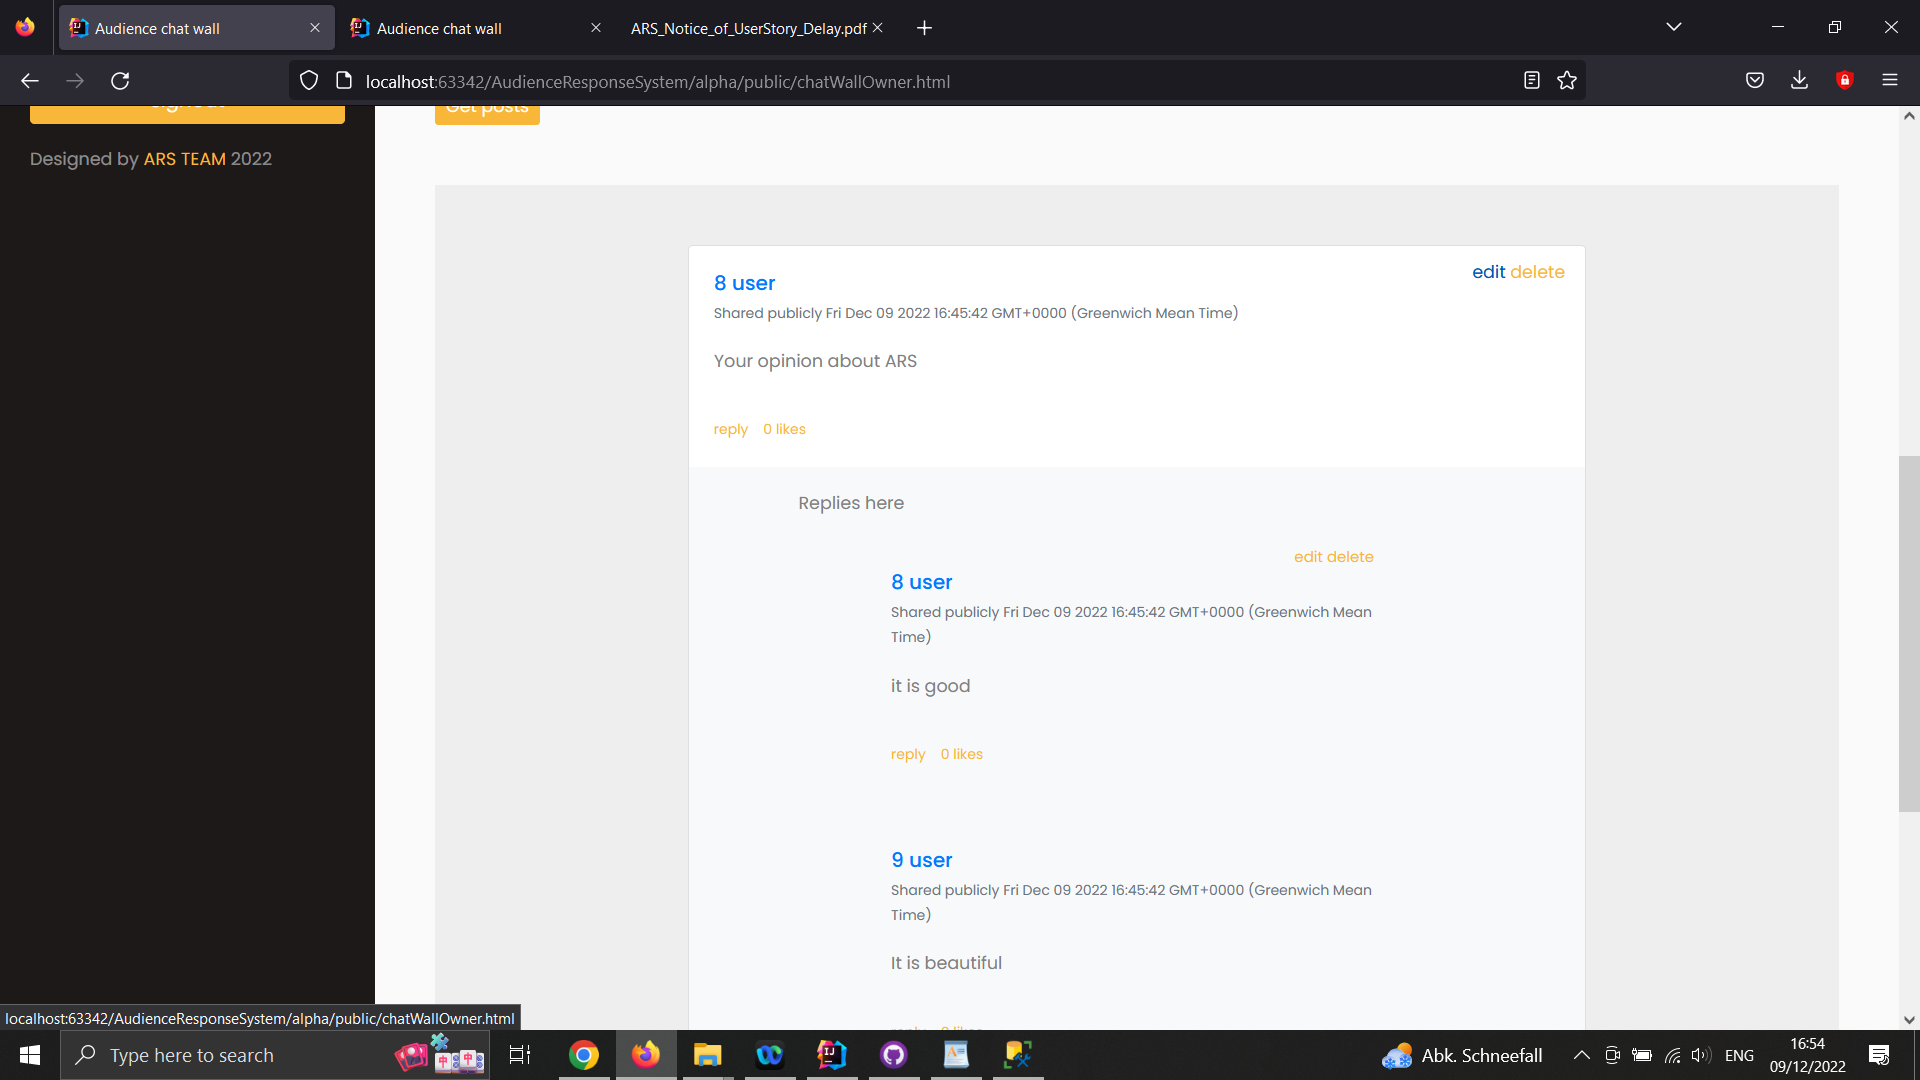 Audience chat wall
Audience chat wall
ARS_Notice_of_UserStory_Delay.pdf
localhost:63342/AudienceResponseSystem/alpha/public/chatWallOwner.html
Get posts
Designed by ARS TEAM 2022
edit delete
8 user
Shared publicly Fri Dec 09 2022 16:45:42 GMT+0000 (Greenwich Mean Time)
Your opinion about ARS
reply 0 likes
Replies here
edit delete
8 user
Shared publicly Fri Dec 09 2022 16:45:42 GMT+0000 (Greenwich Mean
Time)
it is good
reply 0 likes
9 user
Shared publicly Fri Dec 09 2022 16:45:42 GMT+0000 (Greenwich Mean
Time)
It is beautiful
localhost:63342/AudienceResponseSystem/alpha/public/chatWallOwner.html
Type here to search
Abk. Schneefall
ENG
16:54
09/12/2022